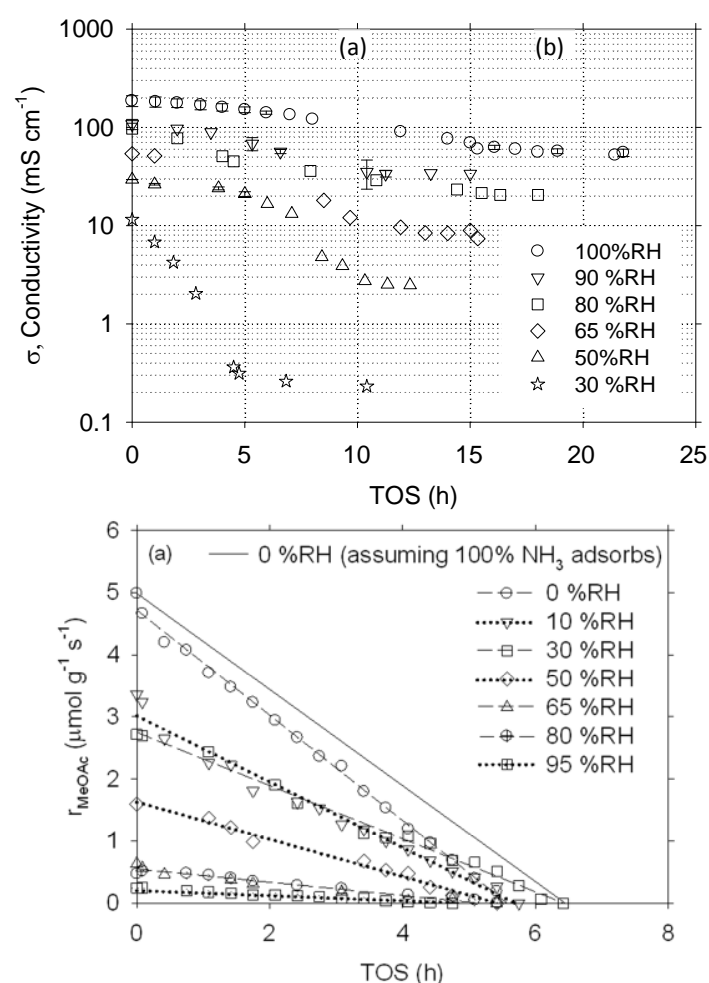 1000
(a)
(b)
100
10
1
0.1
σ, Conductivity (mS cm⁻¹)
100%RH
90 %RH
80 %RH
65 %RH
50%RH
30 %RH
0 5 10 15 20 25
TOS (h)
6
(a)
0 %RH (assuming 100% NH₃ adsorbs)
5
0 %RH
10 %RH
4
30 %RH
50 %RH
3
65 %RH
80 %RH
2
95 %RH
1
0
r_MeOAc (μmol g⁻¹ s⁻¹)
0 2 4 6 8
TOS (h)